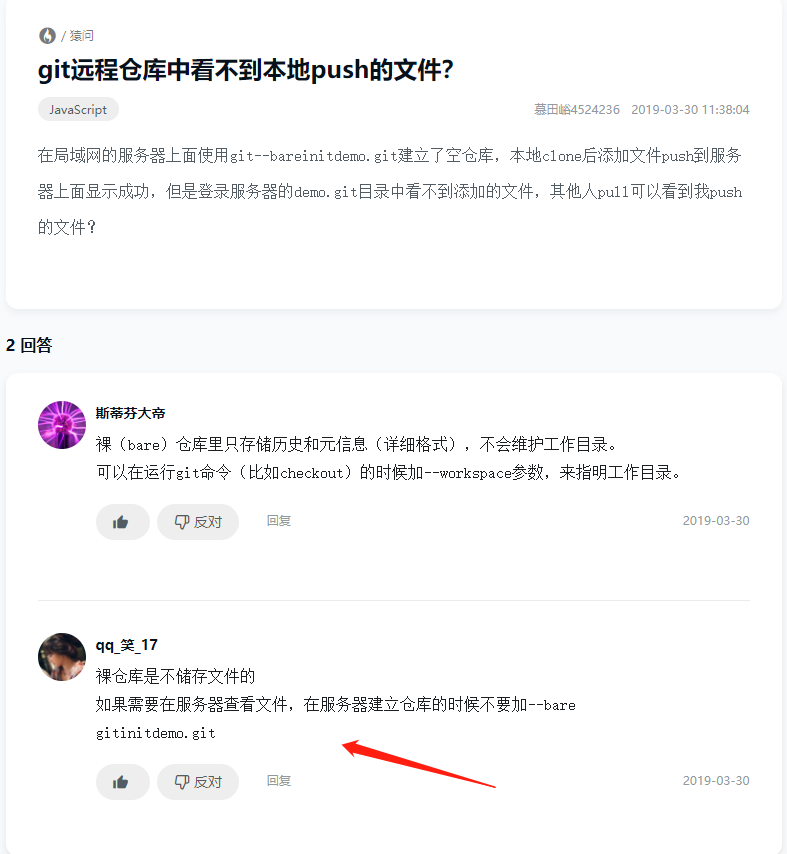 / 猿问
git远程仓库中看不到本地push的文件？
JavaScript
慕田峪4524236 2019-03-30 11:38:04
在局域网的服务器上面使用git--bareinitdemo.git建立了空仓库，本地clone后添加文件push到服务
器上面显示成功，但是登录服务器的demo.git目录中看不到添加的文件，其他人pull可以看到我push
的文件？
2 回答
斯蒂芬大帝
裸（bare）仓库里只存储历史和元信息（详细格式），不会维护工作目录。
可以在运行git命令（比如checkout）的时候加--workspace参数，来指明工作目录。
反对 回复 2019-03-30
qq_笑_17
裸仓库是不储存文件的
如果需要在服务器查看文件，在服务器建立仓库的时候不要加--bare
gitinitdemo.git
反对 回复 2019-03-30